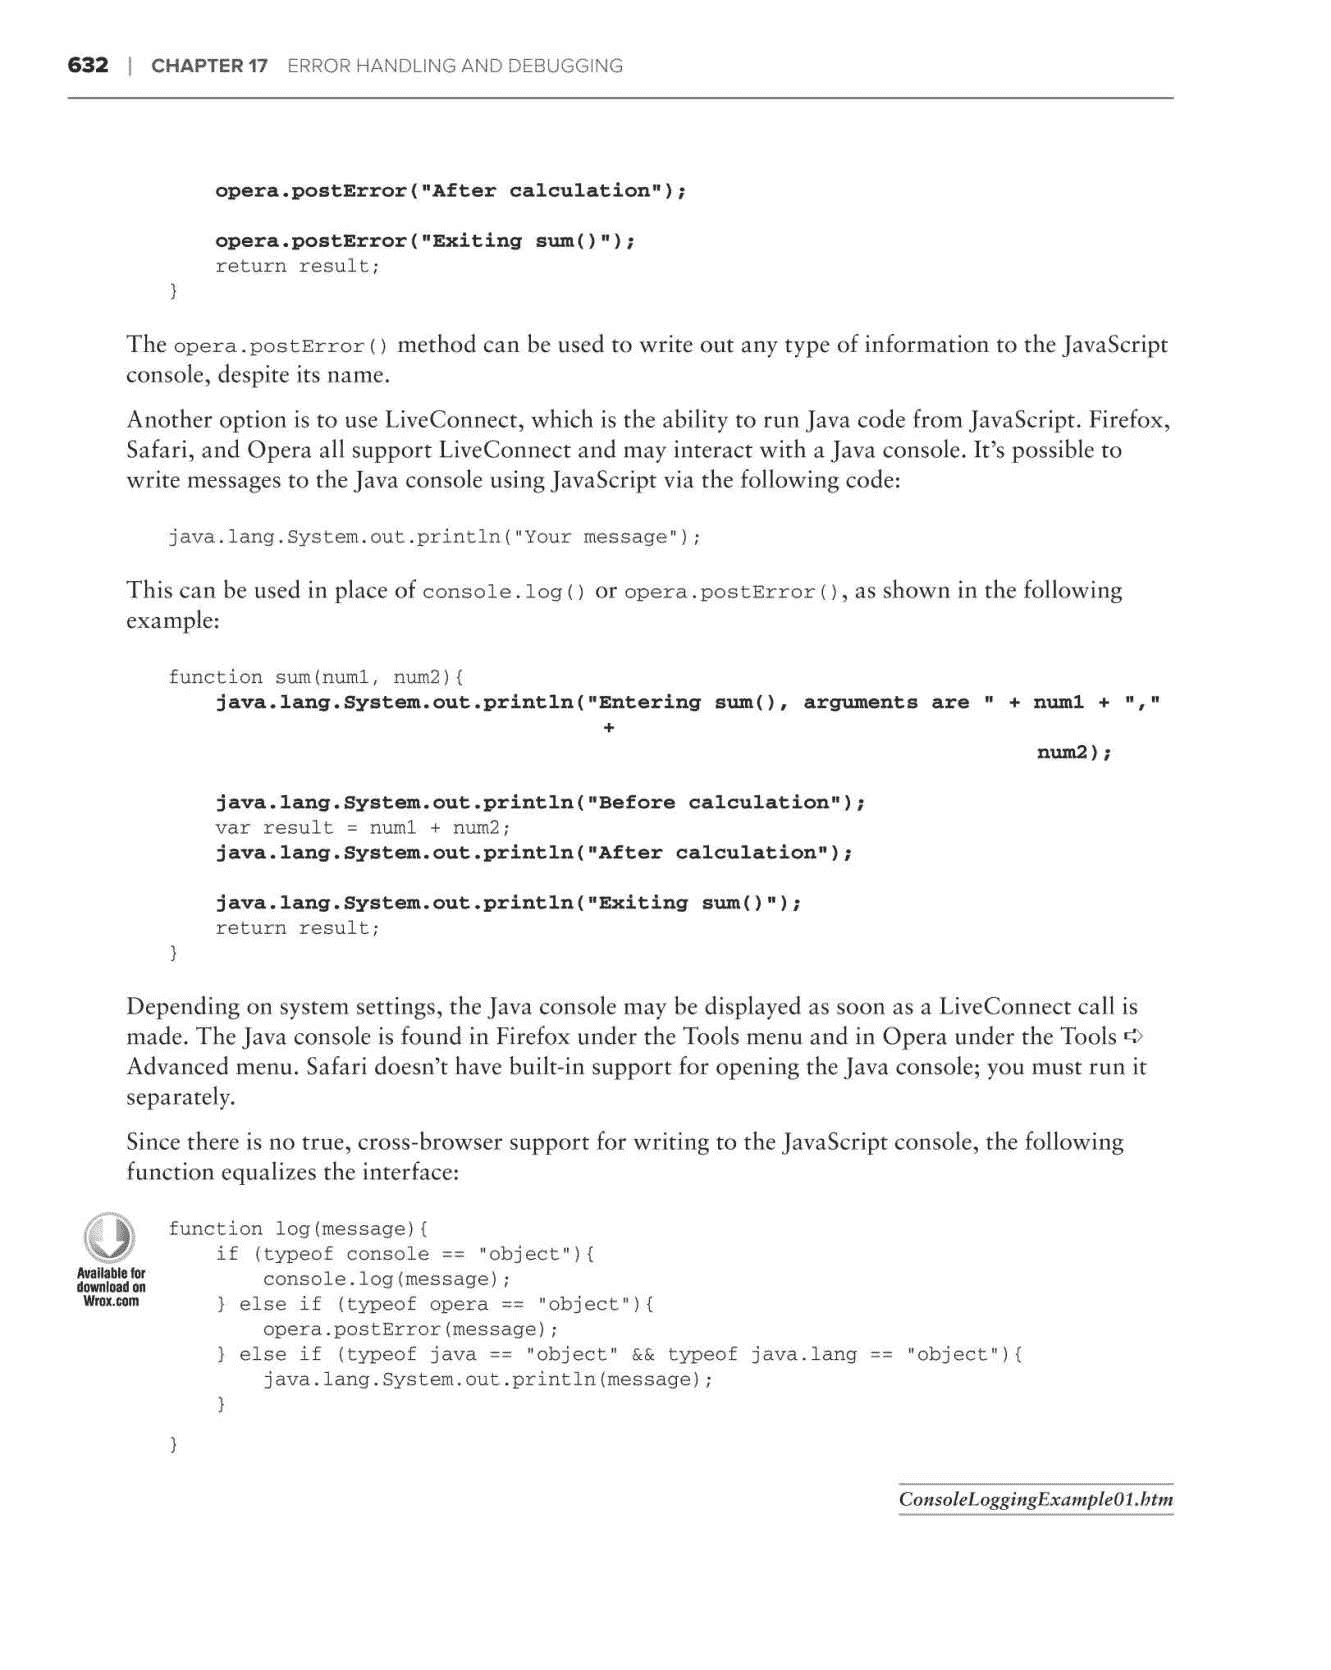 632 | CHAPTER 17 ERROR HANDLING AND DEBUGGING
opera.postError("After calculation");
opera.postError("Exiting sum()");
return result;
}
The opera.postError() method can be used to write out any type of information to the JavaScript
console, despite its name.
Another option is to use LiveConnect, which is the ability to run Java code from JavaScript. Firefox,
Safari, and Opera all support LiveConnect and may interact with a Java console. It’s possible to
write messages to the Java console using JavaScript via the following code:
java.lang.System.out.println("Your message");
This can be used in place of console.log() or opera.postError(), as shown in the following
example:
function sum(num1, num2){
java.lang.System.out.println("Entering sum(), arguments are " + num1 + ","
+
num2);
java.lang.System.out.println("Before calculation");
var result = num1 + num2;
java.lang.System.out.println("After calculation");
java.lang.System.out.println("Exiting sum()");
return result;
}
Depending on system settings, the Java console may be displayed as soon as a LiveConnect call is
made. The Java console is found in Firefox under the Tools menu and in Opera under the Tools ➪
Advanced menu. Safari doesn’t have built-in support for opening the Java console; you must run it
separately.
Since there is no true, cross-browser support for writing to the JavaScript console, the following
function equalizes the interface:
function log(message){
if (typeof console == "object"){
console.log(message);
} else if (typeof opera == "object"){
opera.postError(message);
} else if (typeof java == "object" && typeof java.lang == "object"){
java.lang.System.out.println(message);
}
}
Available for
download on
Wrox.com
ConsoleLoggingExample01.htm